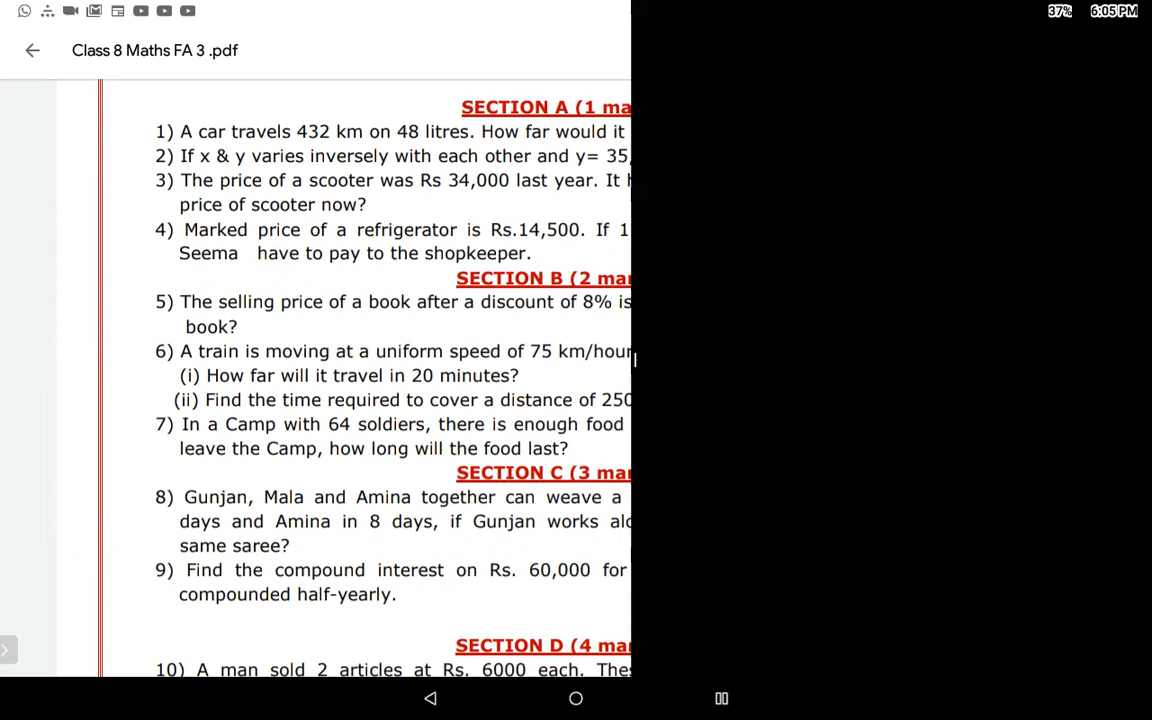 37% 6:05 PM
Class 8 Maths FA 3 .pdf
SECTION A (1 ma
1) A car travels 432 km on 48 litres. How far would it
2) If x & y varies inversely with each other and y= 35,
3) The price of a scooter was Rs 34,000 last year. It
price of scooter now?
4) Marked price of a refrigerator is Rs.14,500. If 1
Seema have to pay to the shopkeeper.
SECTION B (2 mar
5) The selling price of a book after a discount of 8% is
book?
6) A train is moving at a uniform speed of 75 km/hour
(i) How far will it travel in 20 minutes?
(ii) Find the time required to cover a distance of 250
7) In a Camp with 64 soldiers, there is enough food
leave the Camp, how long will the food last?
SECTION C (3 mar
8) Gunjan, Mala and Amina together can weave a
days and Amina in 8 days, if Gunjan works alo
same saree?
9) Find the compound interest on Rs. 60,000 for
compounded half-yearly.
SECTION D (4 mar
10) A man sold 2 articles at Rs. 6000 each. Thes